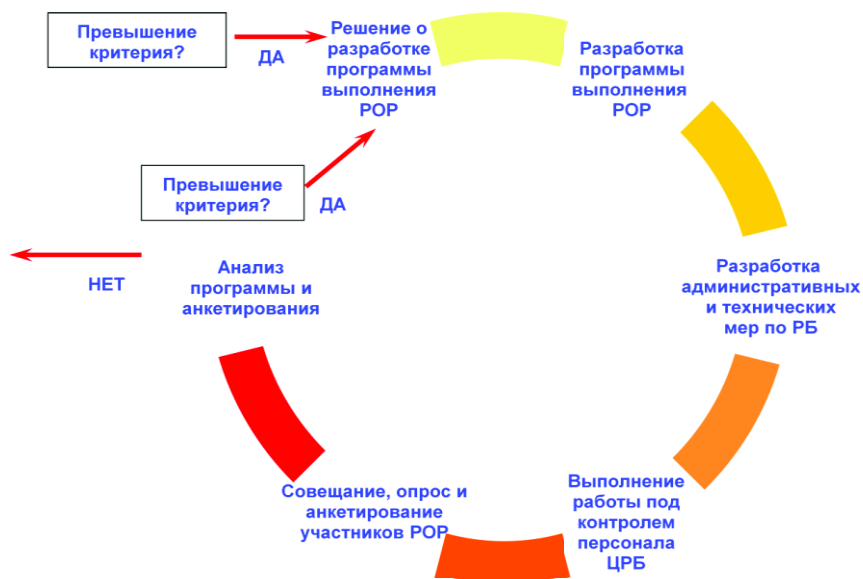 Превышение
критерия?
ДА
Решение о
разработке
программы
выполнения
РОР
Разработка
программы
выполнения
РОР
Превышение
критерия?
ДА
НЕТ
Анализ
программы и
анкетирования
Разработка
административных
и технических
мер по РБ
Совещание, опрос и
анкетирование
участников РОР
Выполнение
работы под
контролем
персонала
ЦРБ